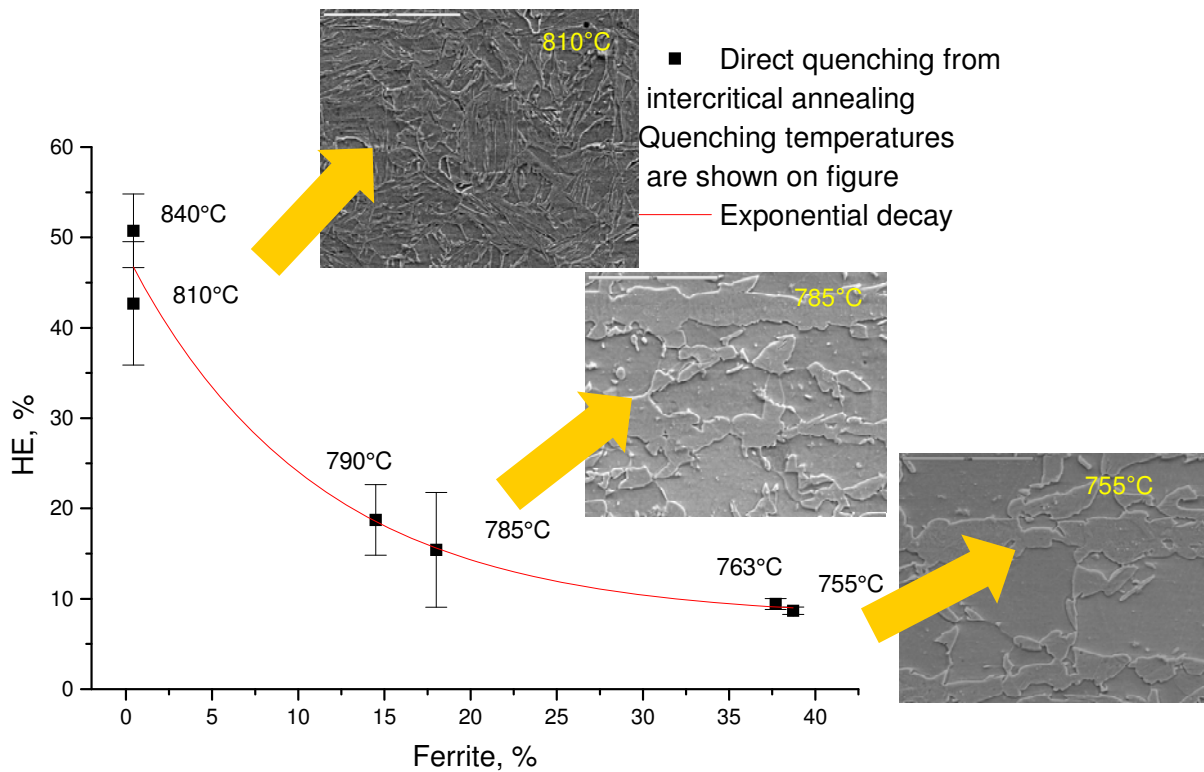 810°C
■ Direct quenching from
intercritical annealing
Quenching temperatures
are shown on figure
Exponential decay
60
50
40
30
20
10
0
HE, %
840°C
810°C
785°C
790°C
785°C
755°C
763°C
755°C
0 5 10 15 20 25 30 35 40
Ferrite, %